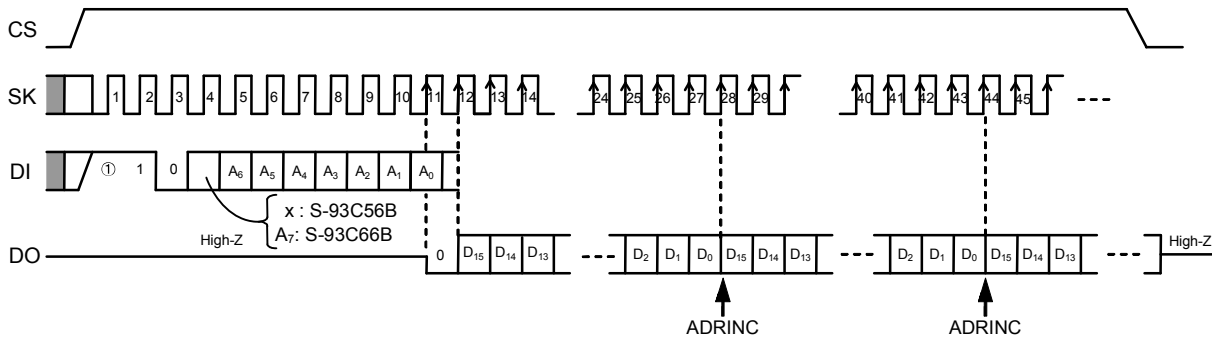 CS
SK 1 2 3 4 5 6 7 8 9 10 11 12 13 14 24 25 26 27 28 29 40 41 42 43 44 45
DI ① 1 0 A₆ A₅ A₄ A₃ A₂ A₁ A₀
x : S-93C56B
A₇: S-93C66B
High-Z
High-Z
DO 0 D₁₅ D₁₄ D₁₃ D₂ D₁ D₀ D₁₅ D₁₄ D₁₃ D₂ D₁ D₀ D₁₅ D₁₄ D₁₃
ADRINC ADRINC